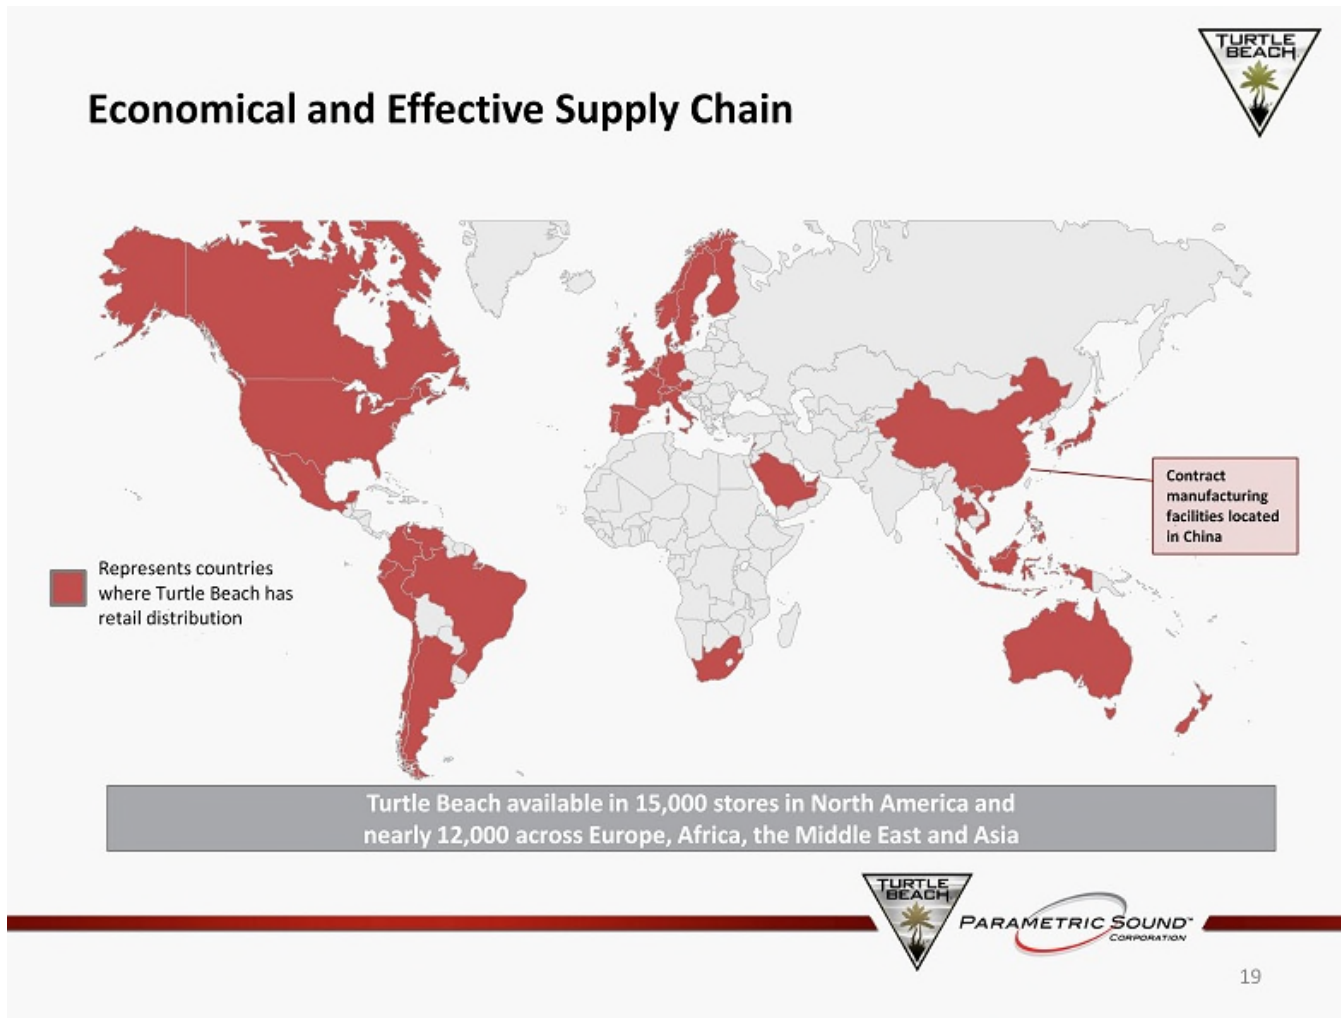 TURTLE
BEACH
Economical and Effective Supply Chain
Contract
manufacturing
facilities located
in China
Represents countries
where Turtle Beach has
retail distribution
Turtle Beach available in 15,000 stores in North America and
nearly 12,000 across Europe, Africa, the Middle East and Asia
TURTLE
BEACH
PARAMETRIC SOUND™
CORPORATION
19